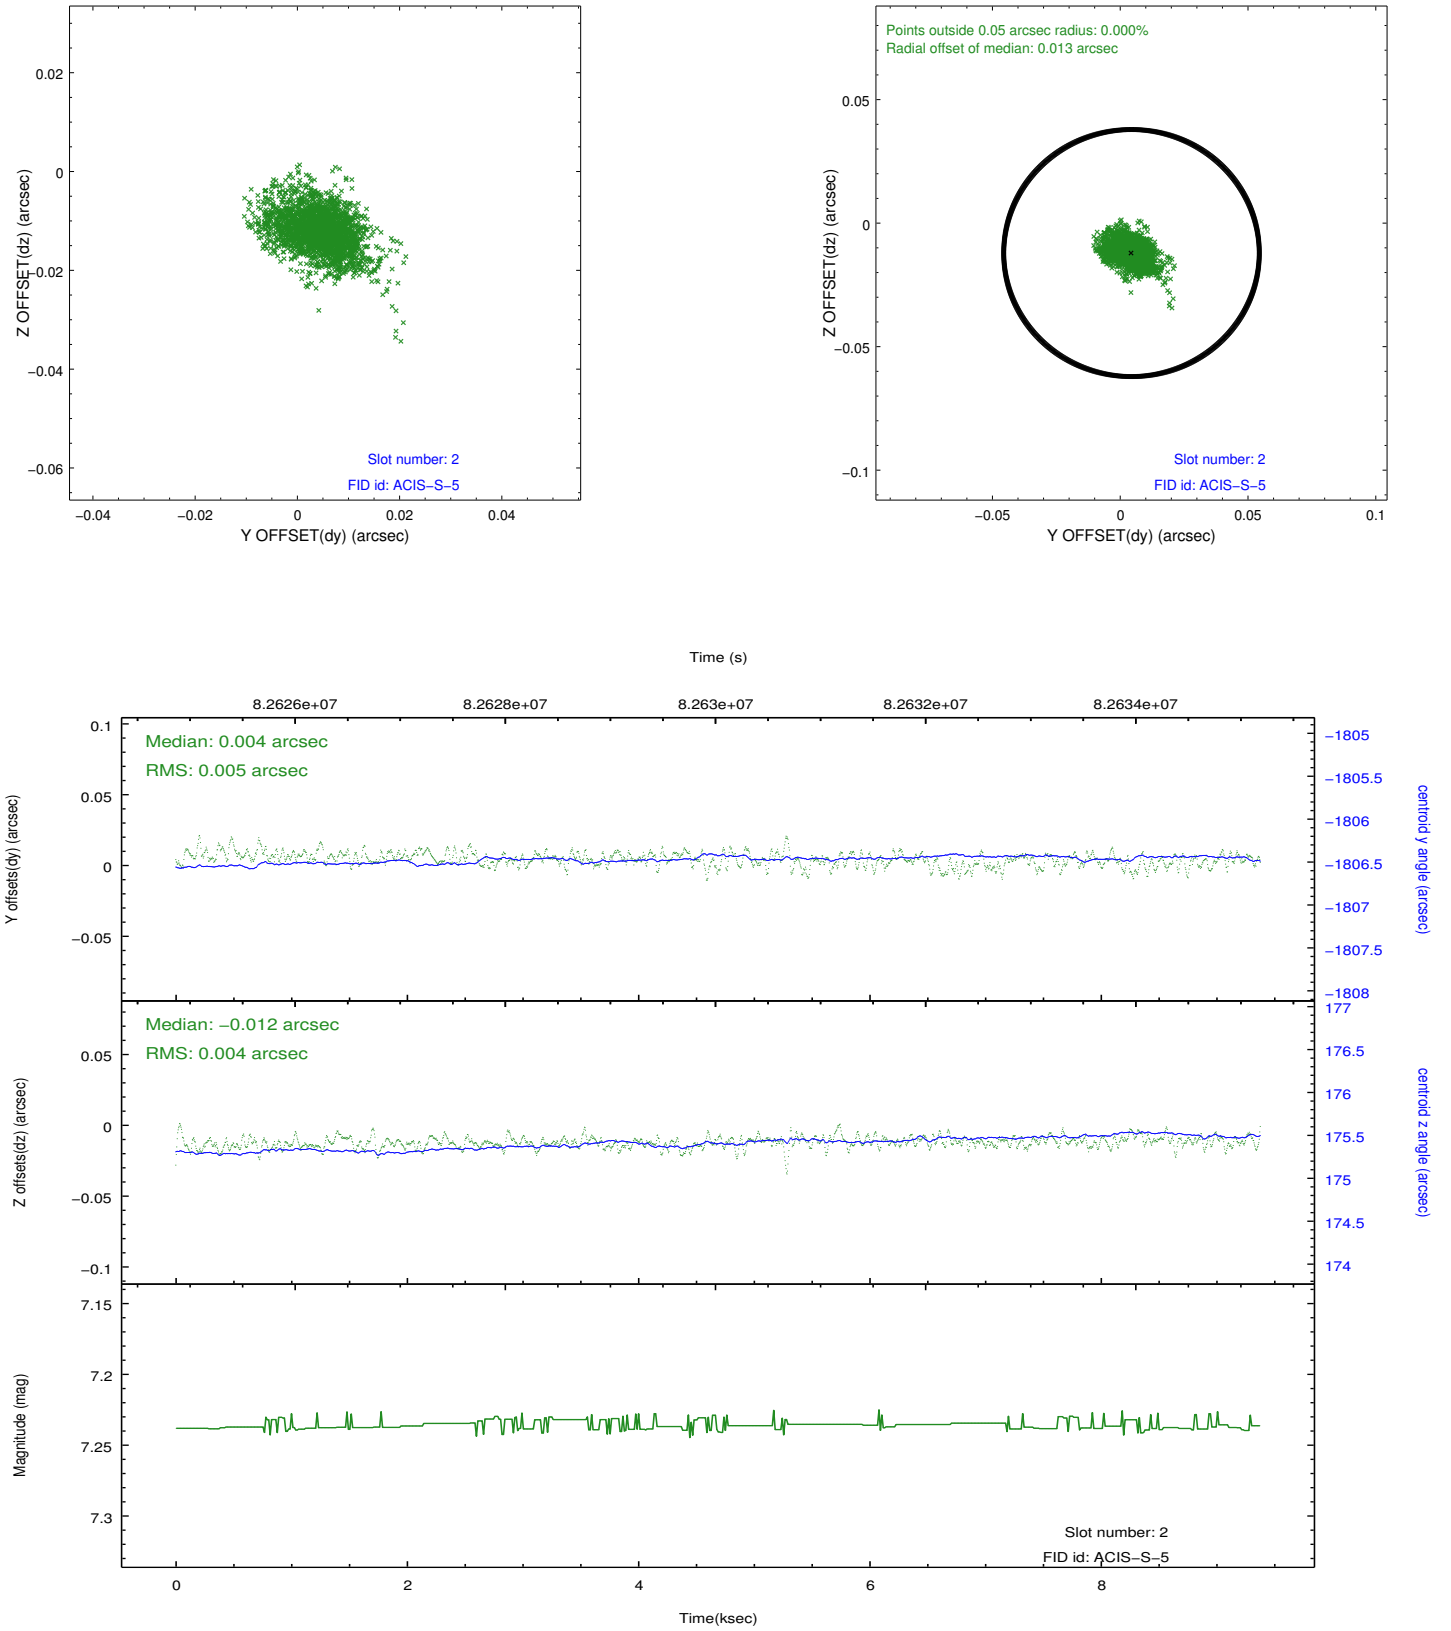 0.02
0
−0.02
−0.04
−0.06
Z OFFSET(dz) (arcsec)
Slot number: 2
FID id: ACIS−S−5
−0.04 −0.02 0 0.02 0.04
Y OFFSET(dy) (arcsec)
Points outside 0.05 arcsec radius: 0.000%
Radial offset of median: 0.013 arcsec
0.05
0
−0.05
−0.1
Z OFFSET(dz) (arcsec)
Slot number: 2
FID id: ACIS−S−5
−0.05 0 0.05 0.1
Y OFFSET(dy) (arcsec)
Time (s)
8.2626e+07 8.2628e+07 8.263e+07 8.2632e+07 8.2634e+07
Median: 0.004 arcsec
RMS: 0.005 arcsec
0.1
0.05
0
−0.05
Y offsets(dy) (arcsec)
−1805
−1805.5
−1806
−1806.5
−1807
−1807.5
−1808
centroid y angle (arcsec)
Median: −0.012 arcsec
RMS: 0.004 arcsec
0.05
0
−0.05
−0.1
Z offsets(dz) (arcsec)
177
176.5
176
175.5
175
174.5
174
centroid z angle (arcsec)
7.15
7.2
7.25
7.3
Magnitude (mag)
Slot number: 2
FID id: ACIS−S−5
0 2 4 6 8
Time(ksec)